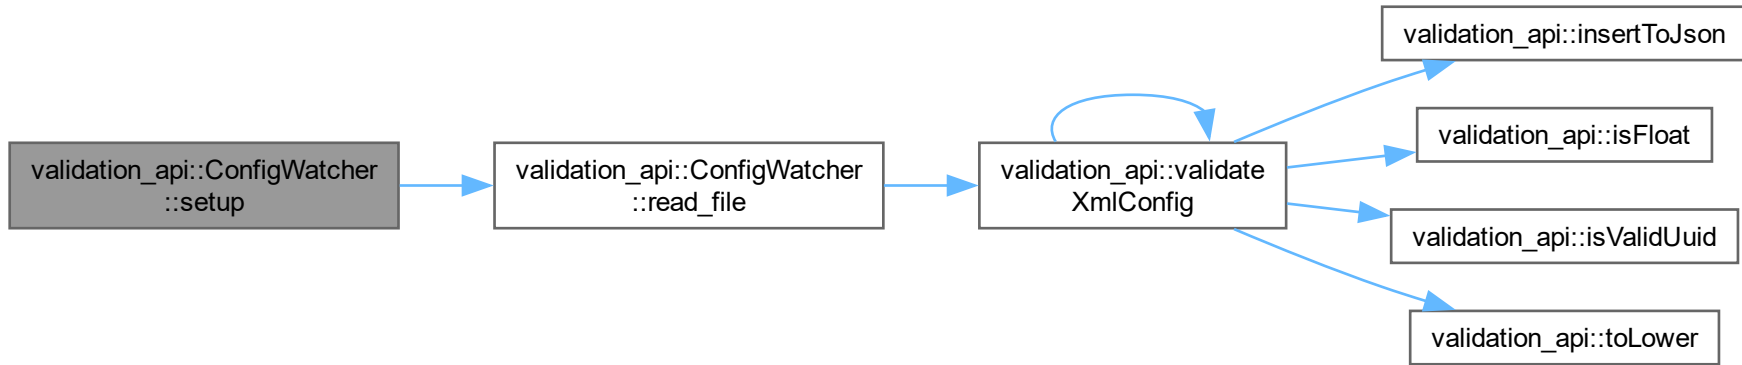 validation_api::ConfigWatcher
::setup
validation_api::ConfigWatcher
::read_file
validation_api::validate
XmlConfig
validation_api::insertToJson
validation_api::isFloat
validation_api::isValidUuid
validation_api::toLower